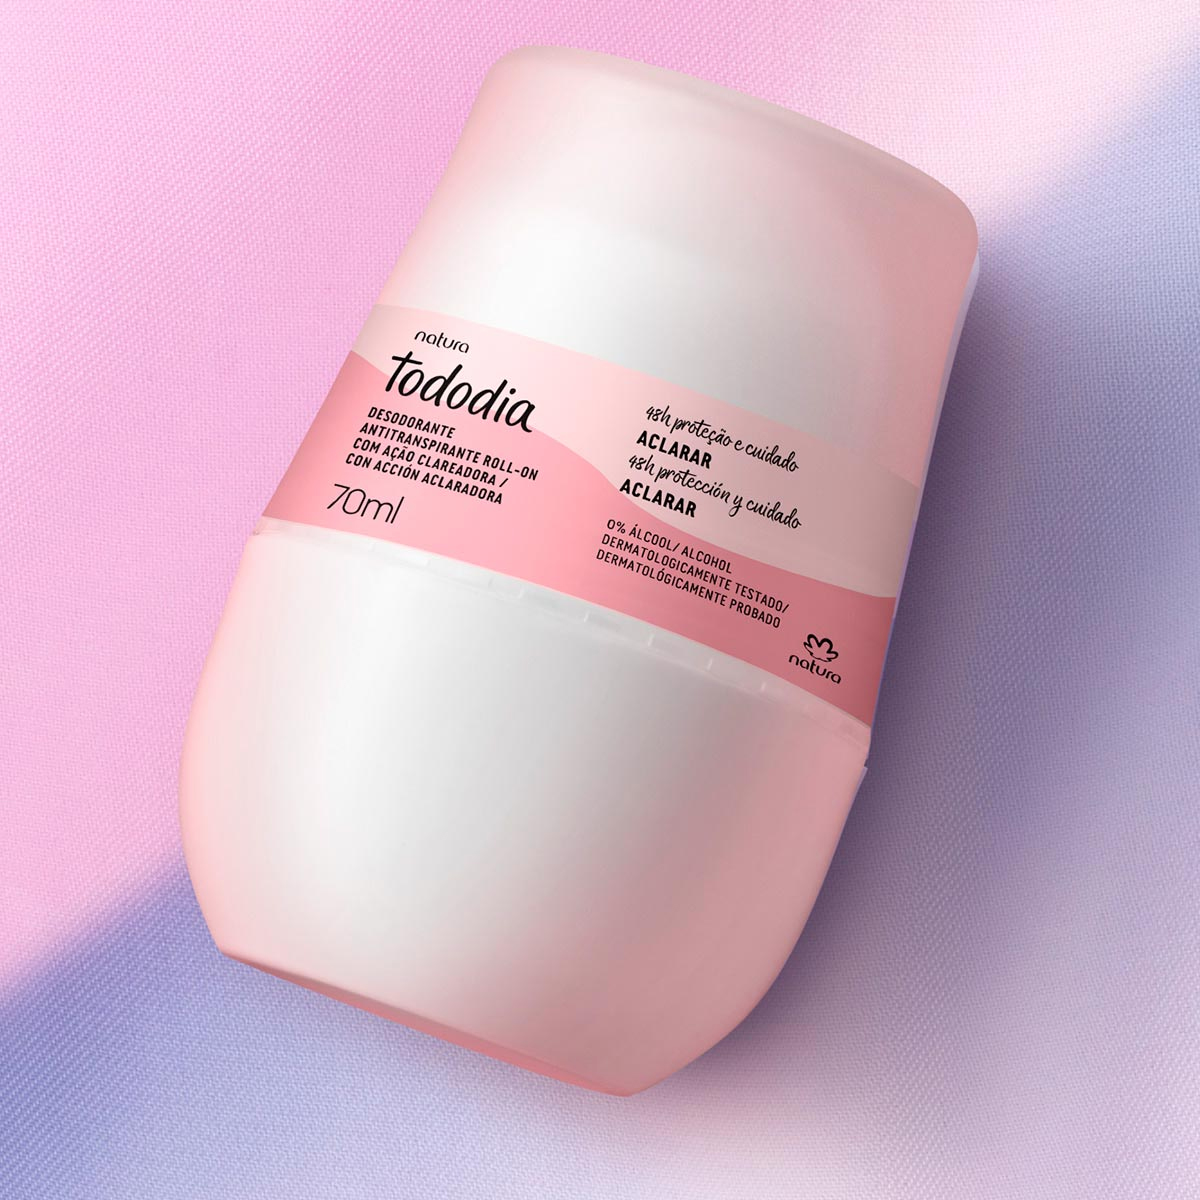 natura
Tododia
DESODORANTE
ANTITRANSPIRANTE ROLL-ON
COM AÇÃO CLAREADORA /
CON ACCIÓN ACLARADORA
70ml
48h proteção e cuidado
ACLARAR
48h protección y cuidado
ACLARAR
0% ÁLCOOL/ ALCOHOL
DERMATOLOGICAMENTE TESTADO/
DERMATOLÓGICAMENTE PROBADO
natura